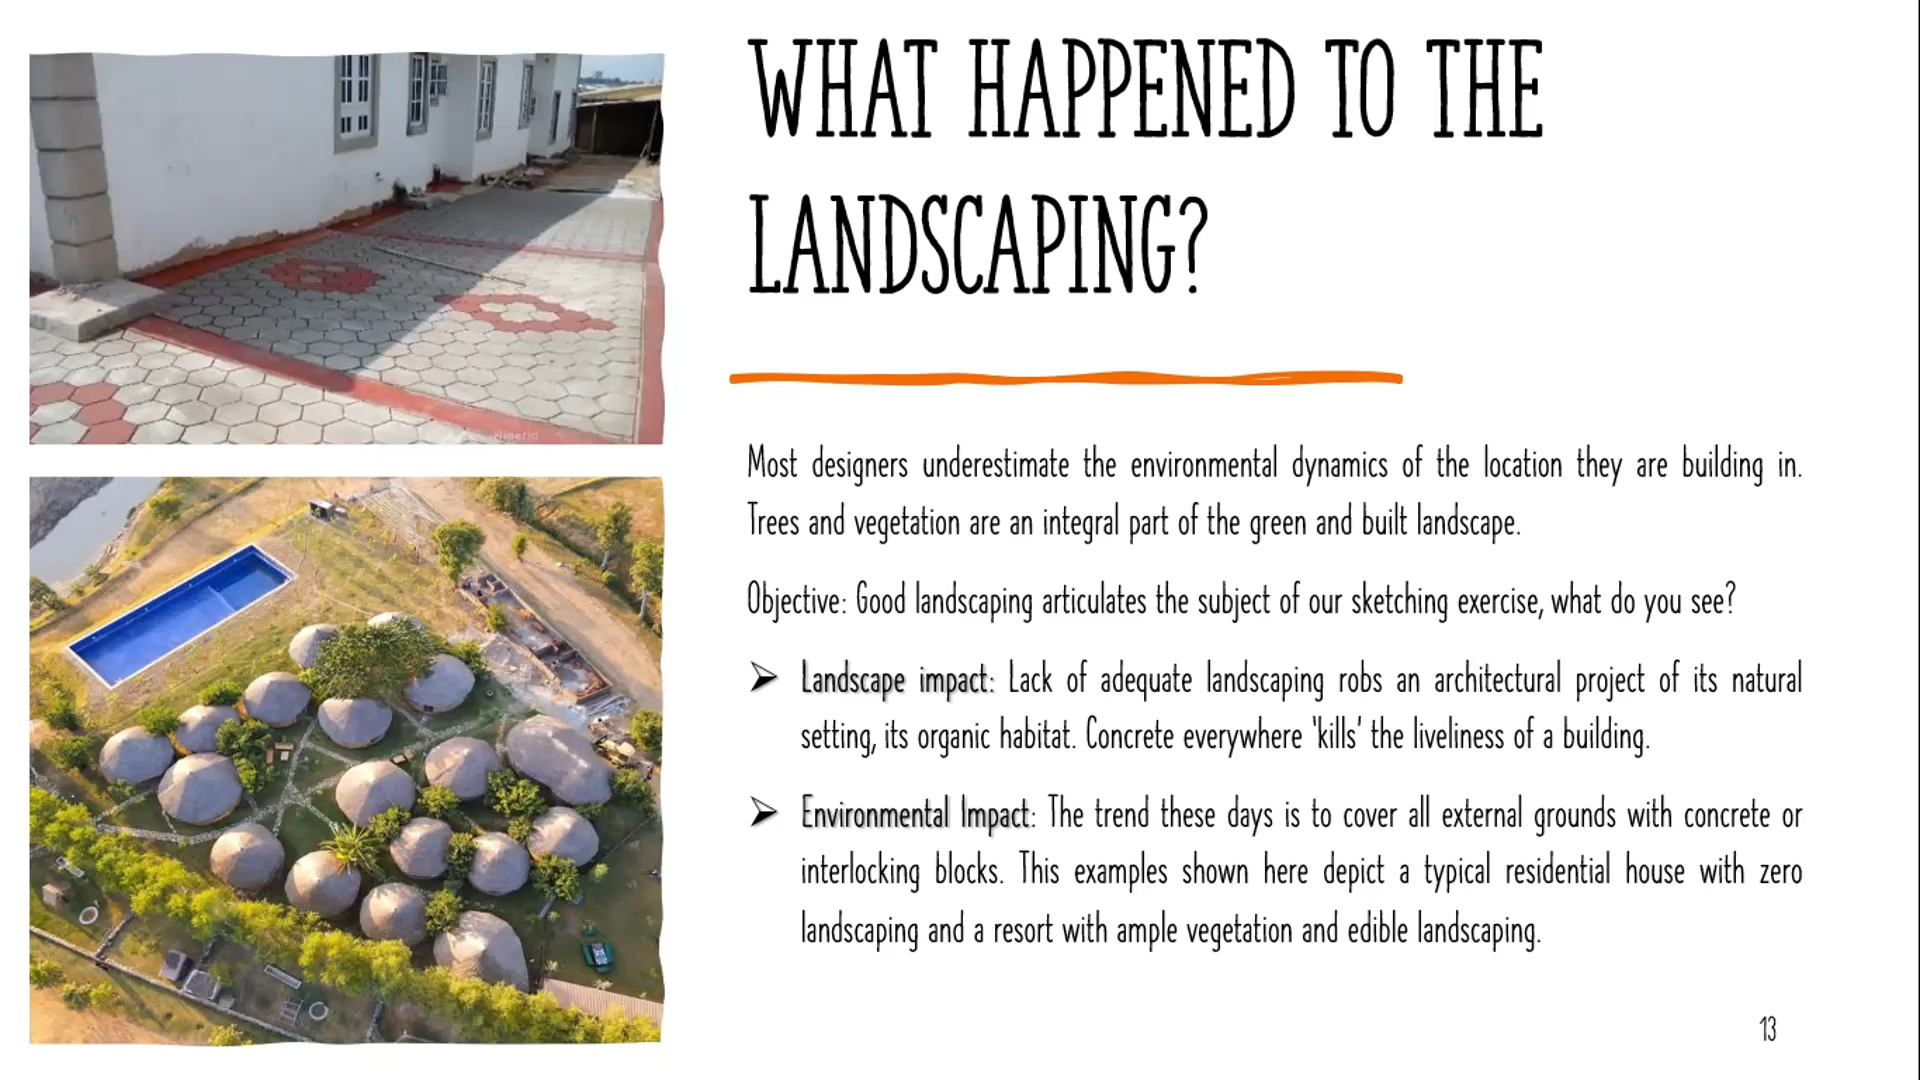 WHAT HAPPENED TO THE
LANDSCAPING?
Most designers underestimate the environmental dynamics of the location they are building in.
Trees and vegetation are an integral part of the green and built landscape.
Objective: Good landscaping articulates the subject of our sketching exercise, what do you see?
➢ Landscape impact: Lack of adequate landscaping robs an architectural project of its natural
setting, its organic habitat. Concrete everywhere ‘kills’ the liveliness of a building.
➢ Environmental Impact: The trend these days is to cover all external grounds with concrete or
interlocking blocks. This examples shown here depict a typical residential house with zero
landscaping and a resort with ample vegetation and edible landscaping.
13